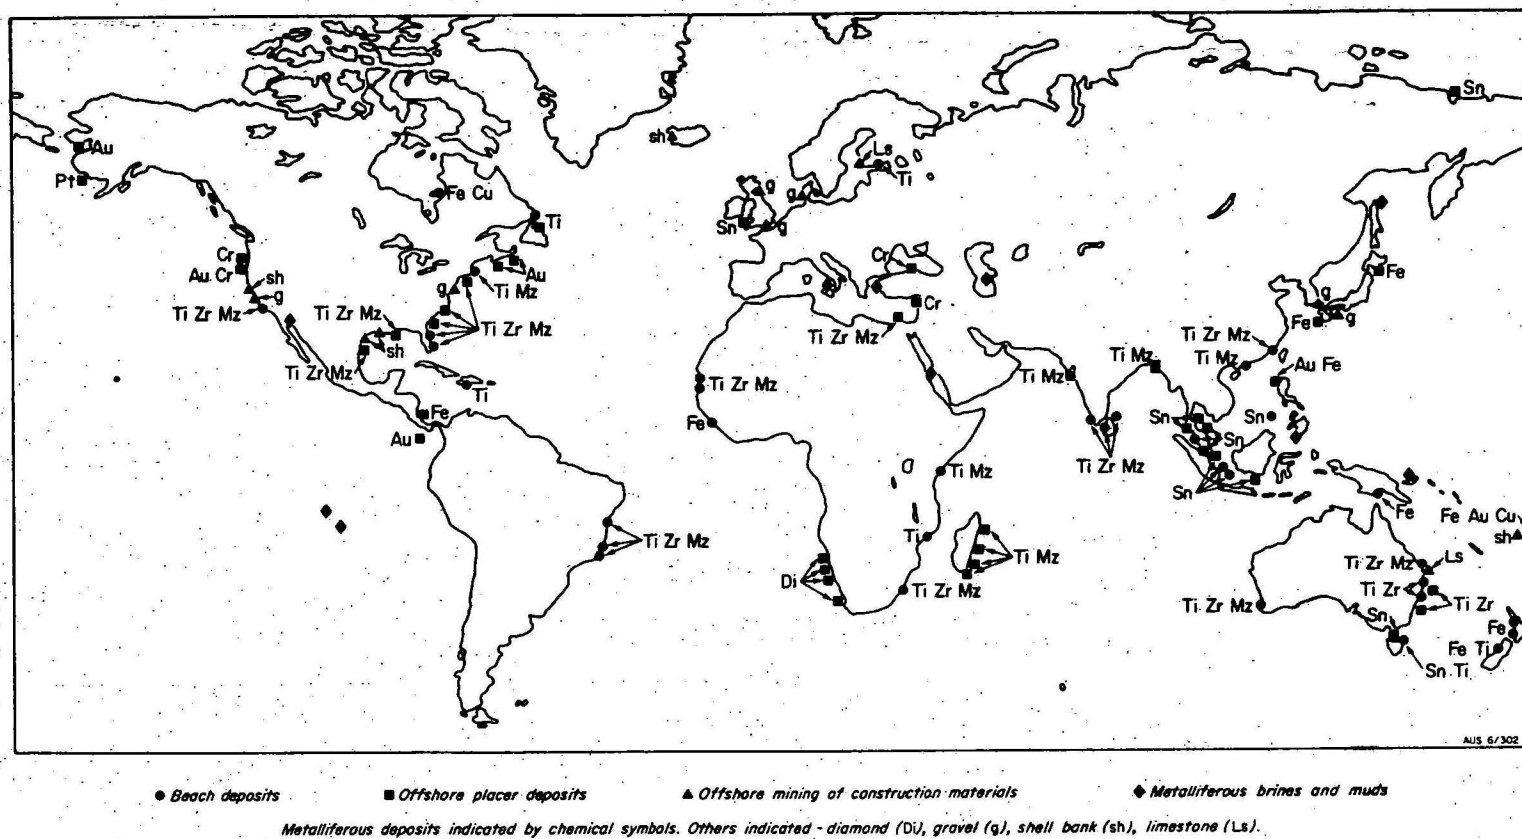 Sn
sh
Ls
Au
Ti
Pt
g
g
Fe Cu
Sn
g
Ti
Cr
Cr
Au Cr
sh
Au
Fe
g
g
Ti Mz
g
Cr
Ti Zr Mz
Ti Zr Mz
Ti Zr Mz
Fe
g
Ti Zr Mz
Ti Zr Mz
sh
Ti Mz
Ti Mz
Au Fe
Ti Zr Mz
Ti Mz
Ti
Ti Zr Mz
Fe
Fe
Sn
Sn
Au
Sn
Ti Mz
Ti Zr Mz
Sn
Fe
Fe Au Cu
sh
Ti Zr Mz
Ti
Ti Mz
Ti Zr Mz
Ls
Di
Ti Zr Mz
Ti Zr
Ti Zr
Ti Zr Mz
Sn
Fe
Fe Ti
Sn Ti
AUS 6/302
Beach deposits
Offshore placer deposits
Offshore mining of construction materials
Metalliferous brines and muds
Metalliferous deposits indicated by chemical symbols. Others indicated - diamond (Di), gravel (g), shell bank (sh), limestone (Ls).